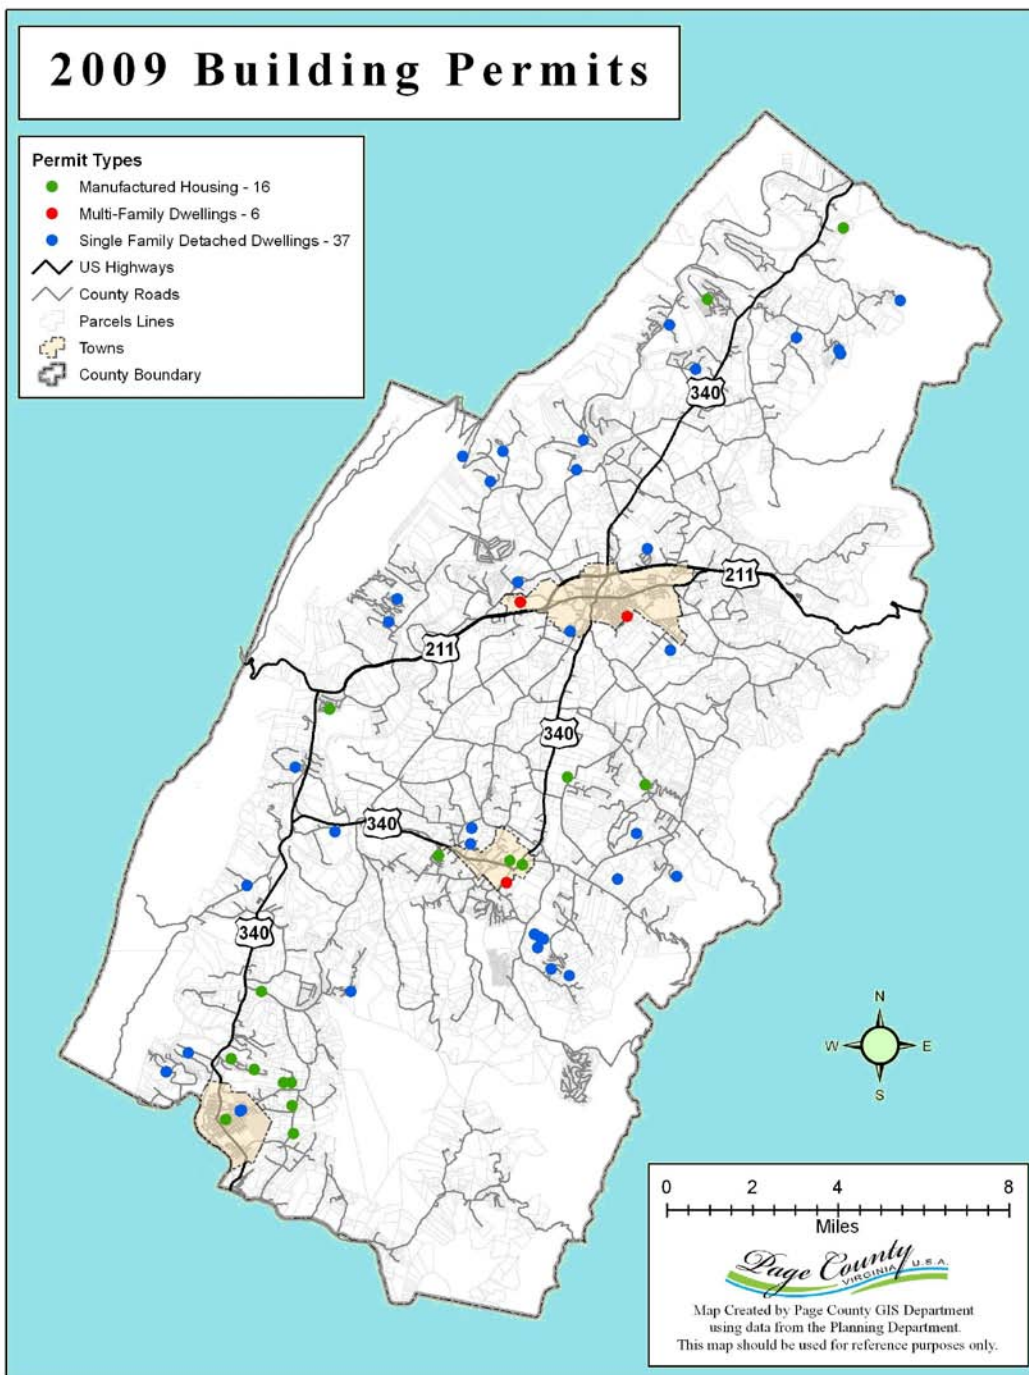 2009 Building Permits
Permit Types
Manufactured Housing - 16
Multi-Family Dwellings - 6
Single Family Detached Dwellings - 37
US Highways
County Roads
Parcels Lines
Towns
County Boundary
340
211
211
340
340
340
N
W
E
S
0 2 4 8
Miles
Page County
VIRGINIA U.S.A.
Map Created by Page County GIS Department
using data from the Planning Department.
This map should be used for reference purposes only.